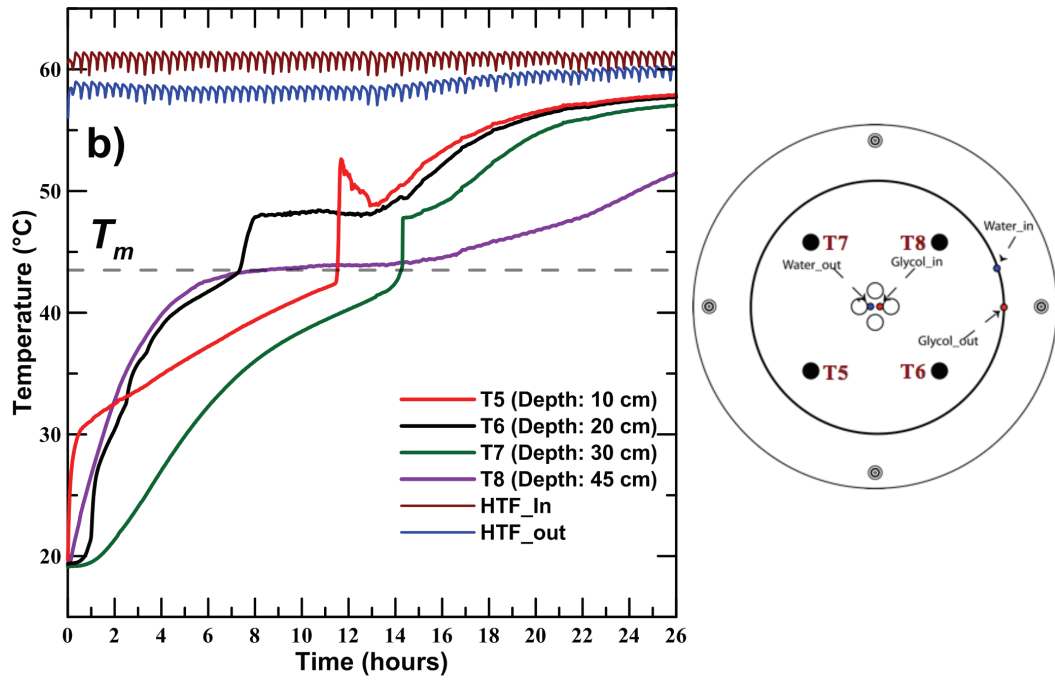 b)
Tm
Temperature (°C)
60
50
40
30
20
0 2 4 6 8 10 12 14 16 18 20 22 24 26
Time (hours)
T5 (Depth: 10 cm)
T6 (Depth: 20 cm)
T7 (Depth: 30 cm)
T8 (Depth: 45 cm)
HTF_In
HTF_out
T7
T8
Water_in
Water_out
Glycol_in
Glycol_out
T5
T6